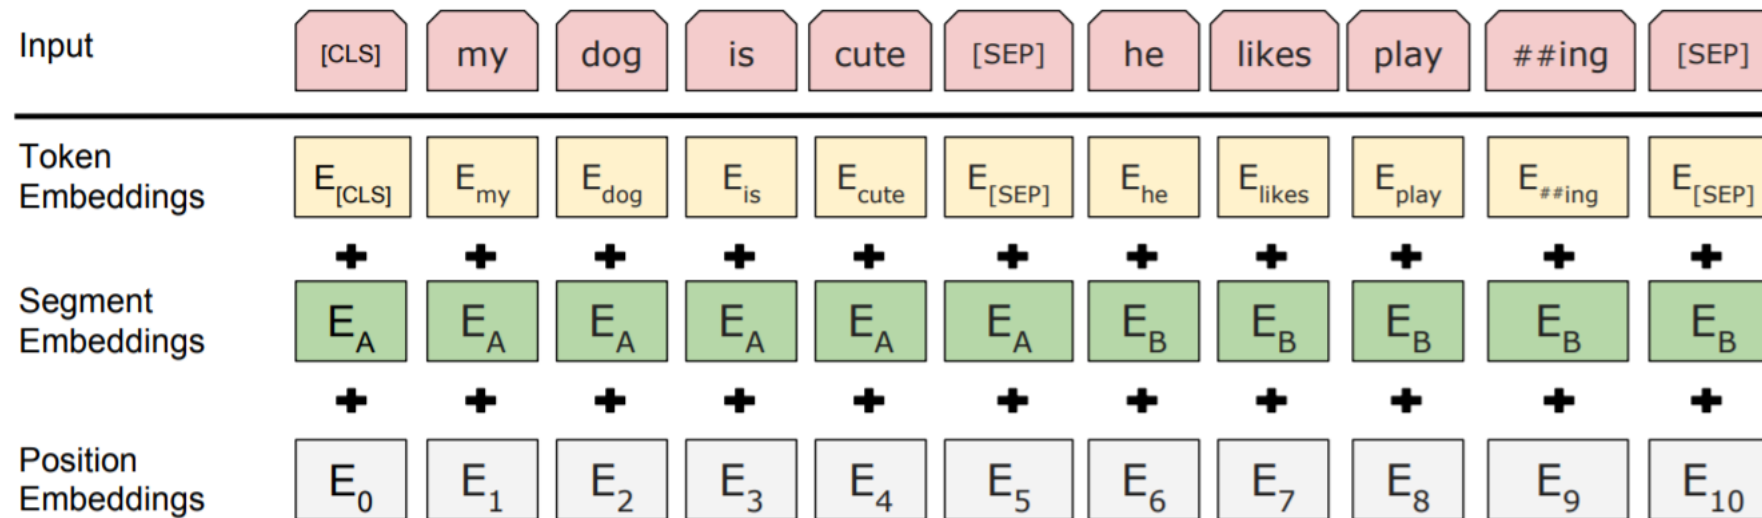 Input [CLS] my dog is cute [SEP] he likes play ##ing [SEP]
Token
Embeddings E[CLS] Emy Edog Eis Ecute E[SEP] Ehe Elikes Eplay E##ing E[SEP]
+ + + + + + + + + + +
Segment
Embeddings EA EA EA EA EA EA EB EB EB EB EB
+ + + + + + + + + + +
Position
Embeddings E0 E1 E2 E3 E4 E5 E6 E7 E8 E9 E10